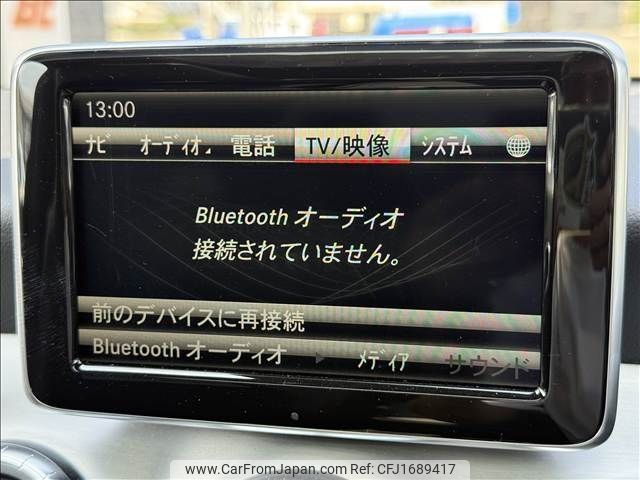 13:00
ﾅﾋﾞ ｵｰﾃﾞｨｵ 電話 TV/映像 ｼｽﾃﾑ
Bluetooth オーディオ
接続されていません。
前のデバイスに再接続
Bluetooth オーディオ ﾒﾃﾞｨｱ サウンド
www.CarFromJapan.com CFJ1689417